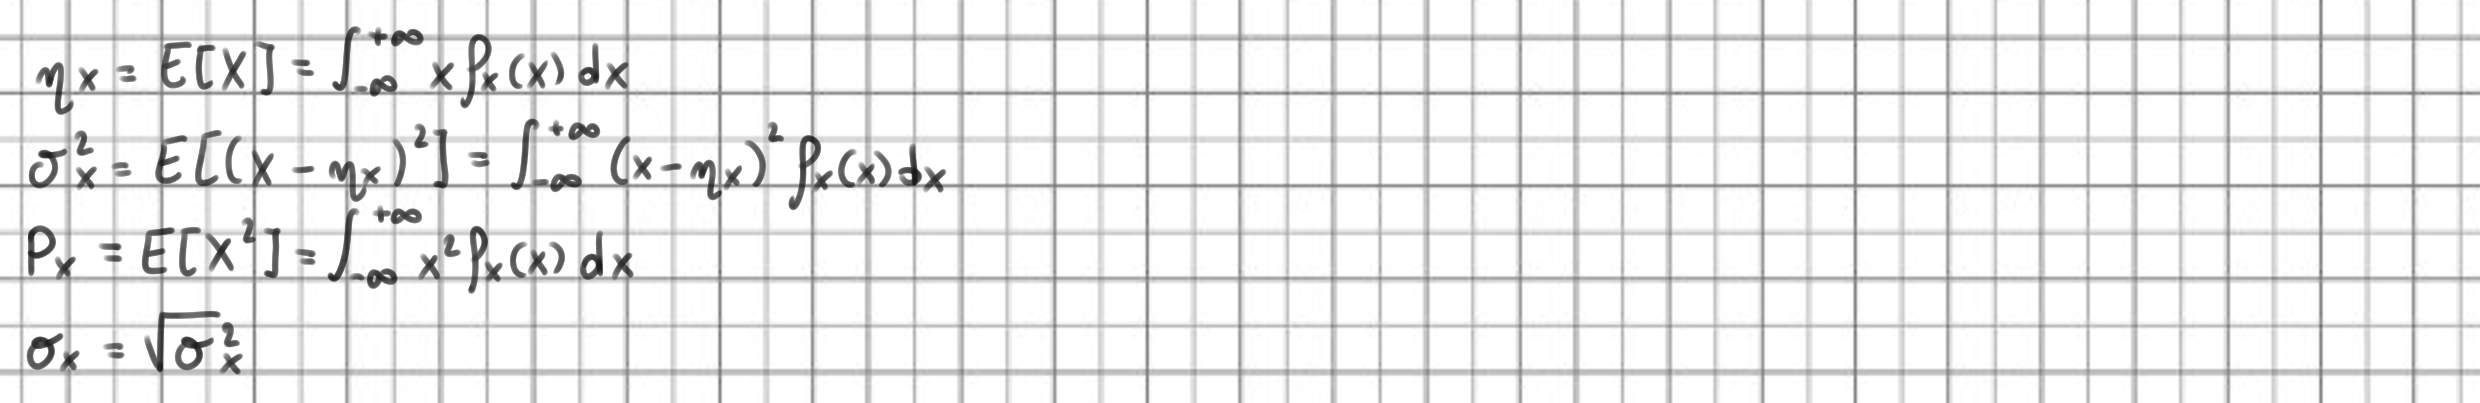 ηx = E[X] = ∫_{-∞}^{+∞} x fx(x) dx
σ²x = E[(X - ηx)²] = ∫_{-∞}^{+∞} (x - ηx)² fx(x) dx
Px = E[X²] = ∫_{-∞}^{+∞} x² fx(x) dx
σx = √σ²x